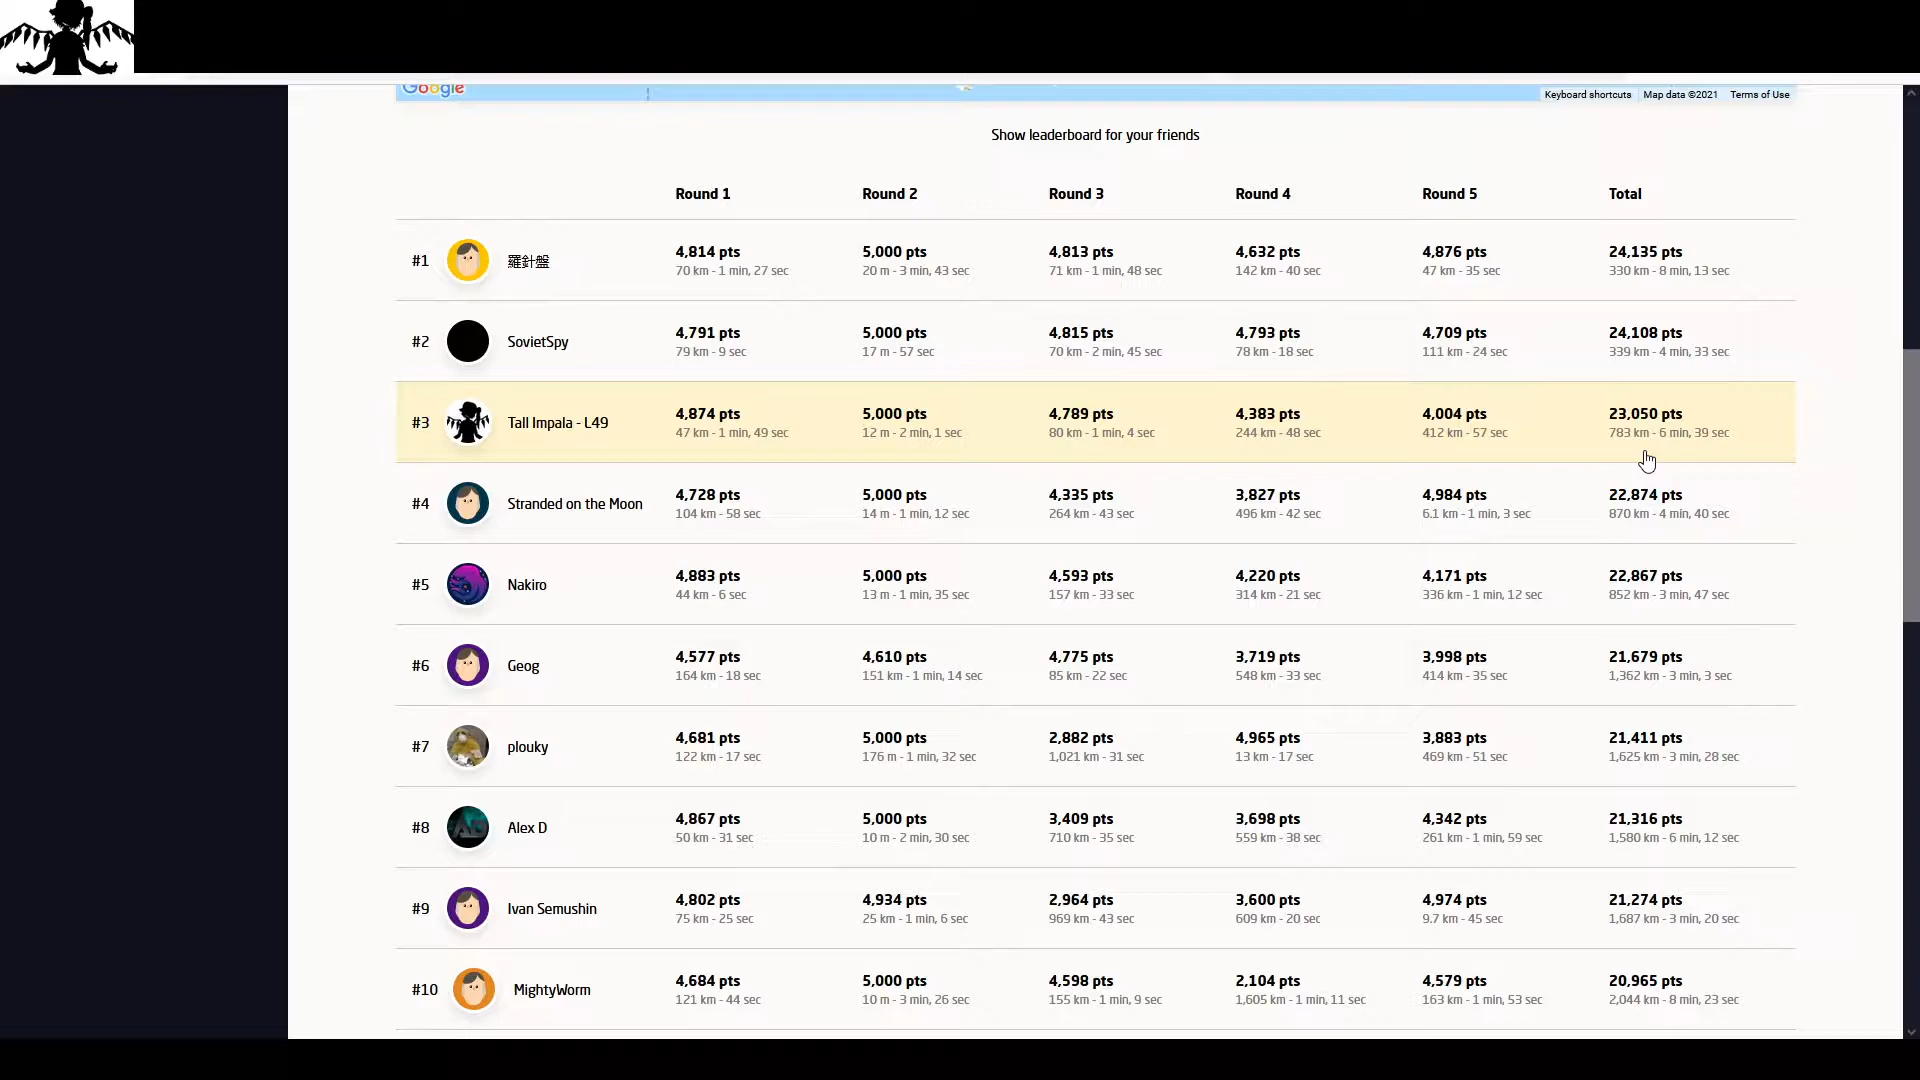 Google
Keyboard shortcuts Map data ©2021 Terms of Use
Show leaderboard for your friends
Round 1 Round 2 Round 3 Round 4 Round 5 Total
#1 羅針盤 4,814 pts 5,000 pts 4,813 pts 4,632 pts 4,876 pts 24,135 pts
70 km - 1 min, 27 sec 20 m - 3 min, 43 sec 71 km - 1 min, 48 sec 142 km - 40 sec 47 km - 35 sec 330 km - 8 min, 13 sec
#2 SovietSpy 4,791 pts 5,000 pts 4,815 pts 4,793 pts 4,709 pts 24,108 pts
79 km - 9 sec 17 m - 57 sec 70 km - 2 min, 45 sec 78 km - 18 sec 111 km - 24 sec 339 km - 4 min, 33 sec
#3 Tall Impala - L49 4,874 pts 5,000 pts 4,789 pts 4,383 pts 4,004 pts 23,050 pts
47 km - 1 min, 49 sec 12 m - 2 min, 1 sec 80 km - 1 min, 4 sec 244 km - 48 sec 412 km - 57 sec 783 km - 6 min, 39 sec
#4 Stranded on the Moon 4,728 pts 5,000 pts 4,335 pts 3,827 pts 4,984 pts 22,874 pts
104 km - 58 sec 14 m - 1 min, 12 sec 264 km - 43 sec 496 km - 42 sec 6.1 km - 1 min, 3 sec 870 km - 4 min, 40 sec
#5 Nakiro 4,883 pts 5,000 pts 4,593 pts 4,220 pts 4,171 pts 22,867 pts
44 km - 6 sec 13 m - 1 min, 35 sec 157 km - 33 sec 314 km - 21 sec 336 km - 1 min, 12 sec 852 km - 3 min, 47 sec
#6 Geog 4,577 pts 4,610 pts 4,775 pts 3,719 pts 3,998 pts 21,679 pts
164 km - 18 sec 151 km - 1 min, 14 sec 85 km - 22 sec 548 km - 33 sec 414 km - 35 sec 1,362 km - 3 min, 3 sec
#7 plouky 4,681 pts 5,000 pts 2,882 pts 4,965 pts 3,883 pts 21,411 pts
122 km - 17 sec 176 m - 1 min, 32 sec 1,021 km - 31 sec 13 km - 17 sec 469 km - 51 sec 1,625 km - 3 min, 28 sec
#8 Alex D 4,867 pts 5,000 pts 3,409 pts 3,698 pts 4,342 pts 21,316 pts
50 km - 31 sec 10 m - 2 min, 30 sec 710 km - 35 sec 559 km - 38 sec 261 km - 1 min, 59 sec 1,580 km - 6 min, 12 sec
#9 Ivan Semushin 4,802 pts 4,934 pts 2,964 pts 3,600 pts 4,974 pts 21,274 pts
75 km - 25 sec 25 km - 1 min, 6 sec 969 km - 43 sec 609 km - 20 sec 9.7 km - 45 sec 1,687 km - 3 min, 20 sec
#10 MightyWorm 4,684 pts 5,000 pts 4,598 pts 2,104 pts 4,579 pts 20,965 pts
121 km - 44 sec 10 m - 3 min, 26 sec 155 km - 1 min, 9 sec 1,605 km - 1 min, 11 sec 163 km - 1 min, 53 sec 2,044 km - 8 min, 23 sec